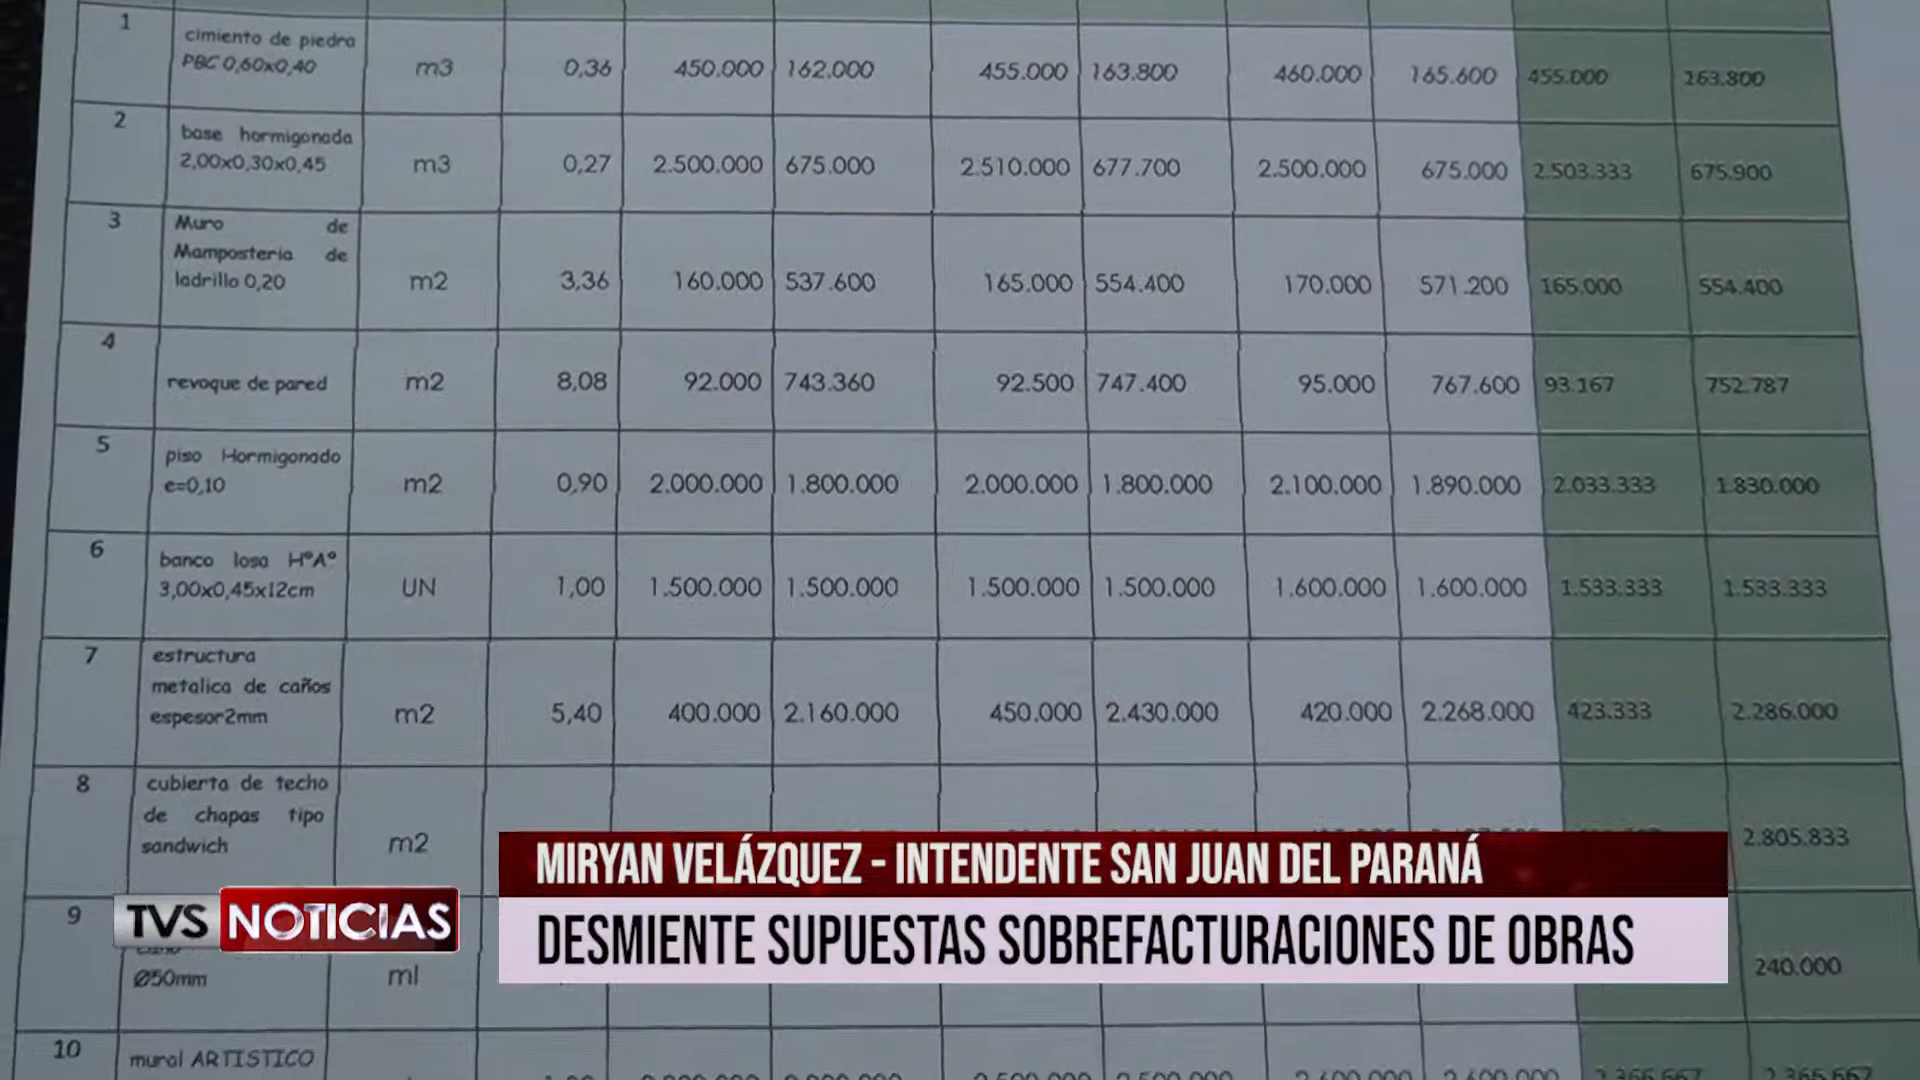 1 cimiento de piedra PBC 0,60x0,40 m3 0,36 450.000 162.000 455.000 163.800 460.000 165.600 455.000 163.800
2 base hormigonada 2,00x0,30x0,45 m3 0,27 2.500.000 675.000 2.510.000 677.700 2.500.000 675.000 2.503.333 675.900
3 Muro de Mamposteria de ladrillo 0,20 m2 3,36 160.000 537.600 165.000 554.400 170.000 571.200 165.000 554.400
4 revoque de pared m2 8,08 92.000 743.360 92.500 747.400 95.000 767.600 93.167 752.787
5 piso Hormigonado e=0,10 m2 0,90 2.000.000 1.800.000 2.000.000 1.800.000 2.100.000 1.890.000 2.033.333 1.830.000
6 banco losa HºAº 3,00x0,45x12cm UN 1,00 1.500.000 1.500.000 1.500.000 1.500.000 1.600.000 1.600.000 1.533.333 1.533.333
7 estructura metalica de caños espesor2mm m2 5,40 400.000 2.160.000 450.000 2.430.000 420.000 2.268.000 423.333 2.286.000
8 cubierta de techo de chapas tipo sandwich m2 2.805.833
9 Ø50mm ml 240.000
10 mural ARTISTICO 2.366.667 2.366.667
MIRYAN VELÁZQUEZ - INTENDENTE SAN JUAN DEL PARANÁ
TVS NOTICIAS
DESMIENTE SUPUESTAS SOBREFACTURACIONES DE OBRAS